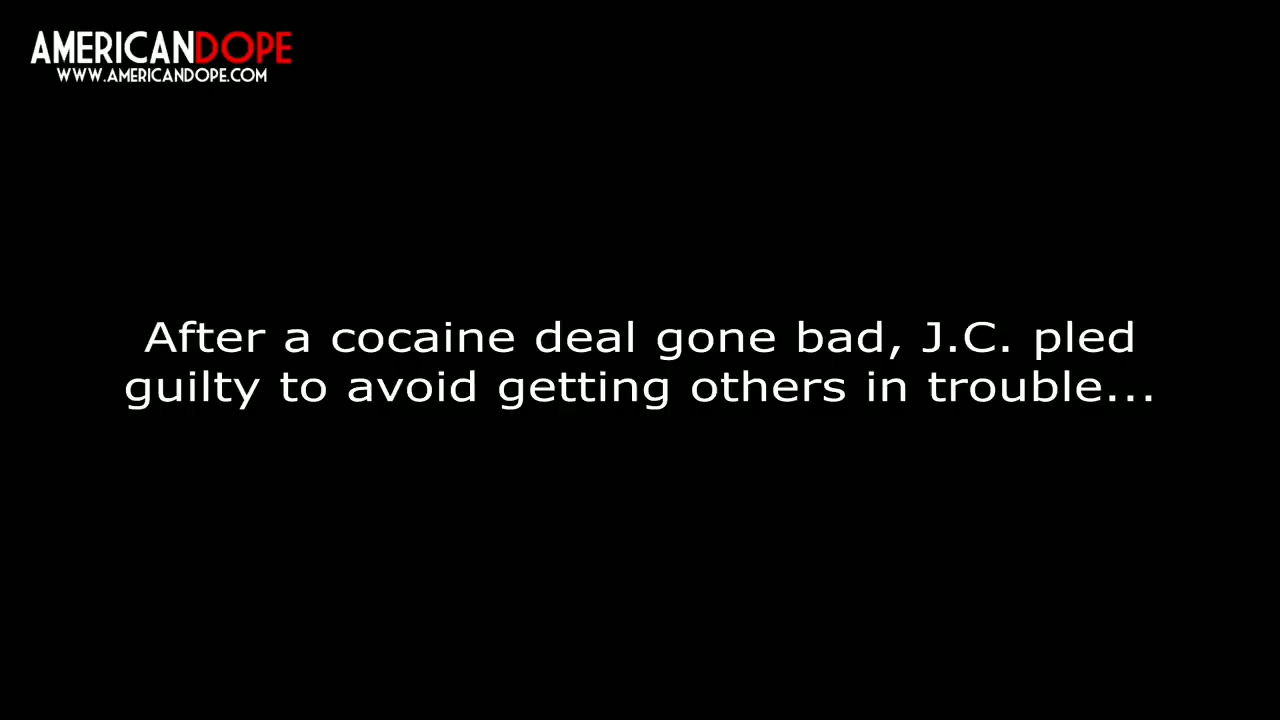 AMERICANDOPE
WWW.AMERICANDOPE.COM
After a cocaine deal gone bad, J.C. pled
guilty to avoid getting others in trouble...